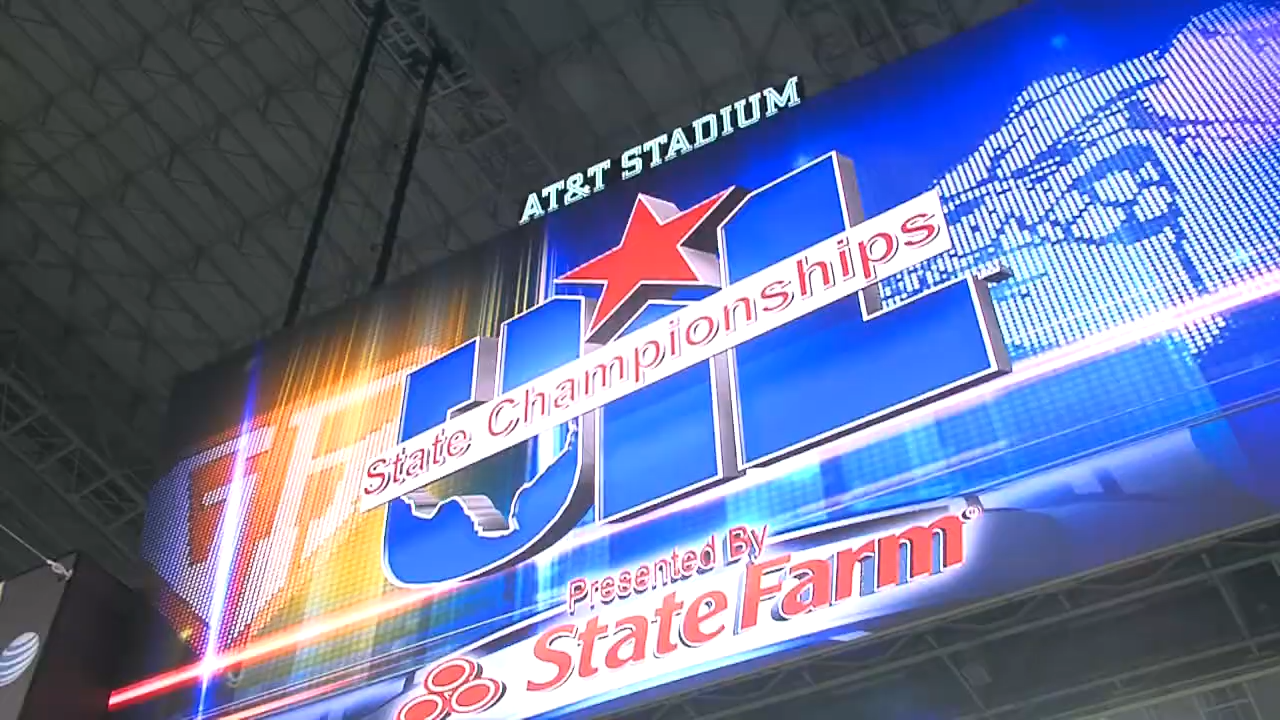 AT&T STADIUM
UIL
State Championships
Presented By
State Farm®